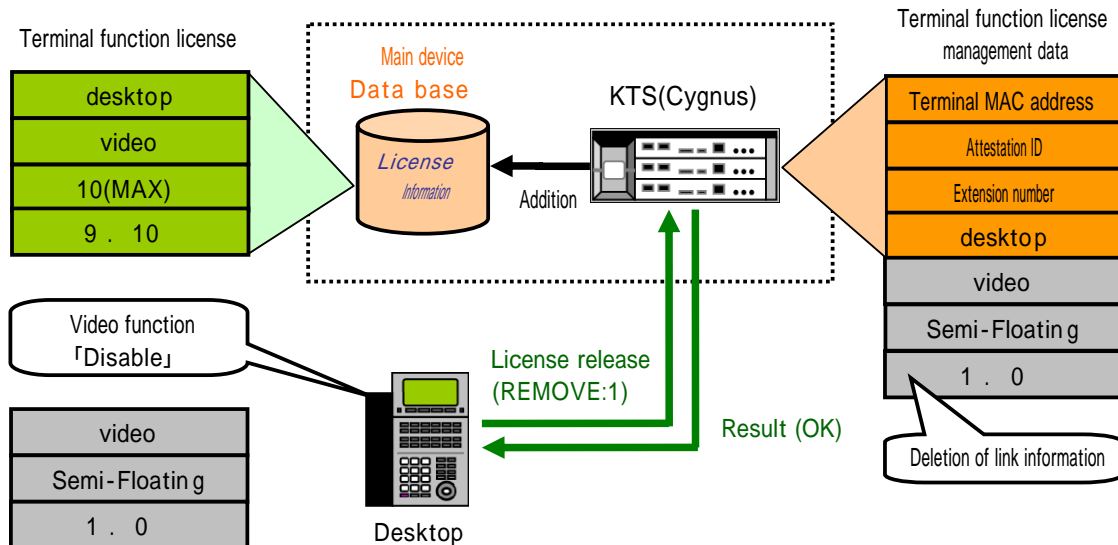 Terminal function license
desktop
video
10(MAX)
9 . 10
Main device
Data base
License
Information
Addition
KTS(Cygnus)
Terminal function license
management data
Terminal MAC address
Attestation ID
Extension number
desktop
video
Semi-Floating
1 . 0
Deletion of link information
Video function
「Disable」
video
Semi-Floating
1 . 0
License release
(REMOVE:1)
Result (OK)
Desktop